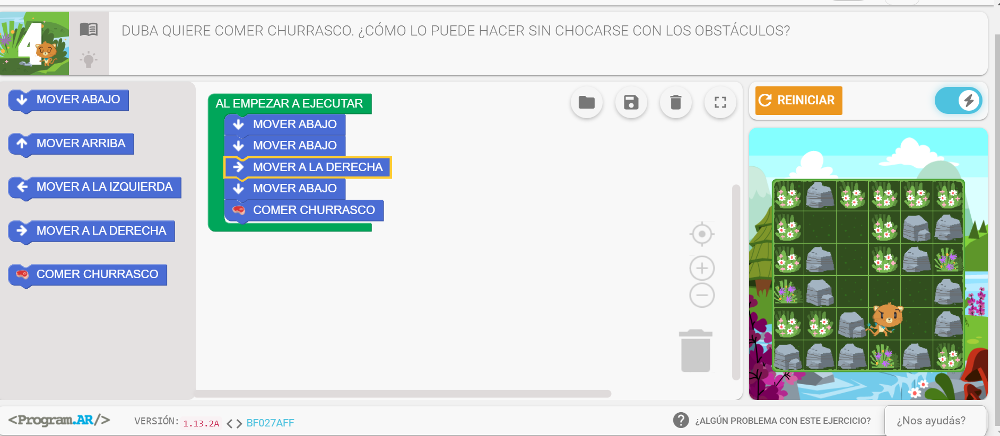 4
DUBA QUIERE COMER CHURRASCO. ¿CÓMO LO PUEDE HACER SIN CHOCARSE CON LOS OBSTÁCULOS?
MOVER ABAJO
MOVER ARRIBA
MOVER A LA IZQUIERDA
MOVER A LA DERECHA
COMER CHURRASCO
AL EMPEZAR A EJECUTAR
MOVER ABAJO
MOVER ABAJO
MOVER A LA DERECHA
MOVER ABAJO
COMER CHURRASCO
REINICIAR
<Program.AR/>
VERSIÓN: 1.13.2A <> BF027AFF
¿ALGÚN PROBLEMA CON ESTE EJERCICIO?
¿Nos ayudás?